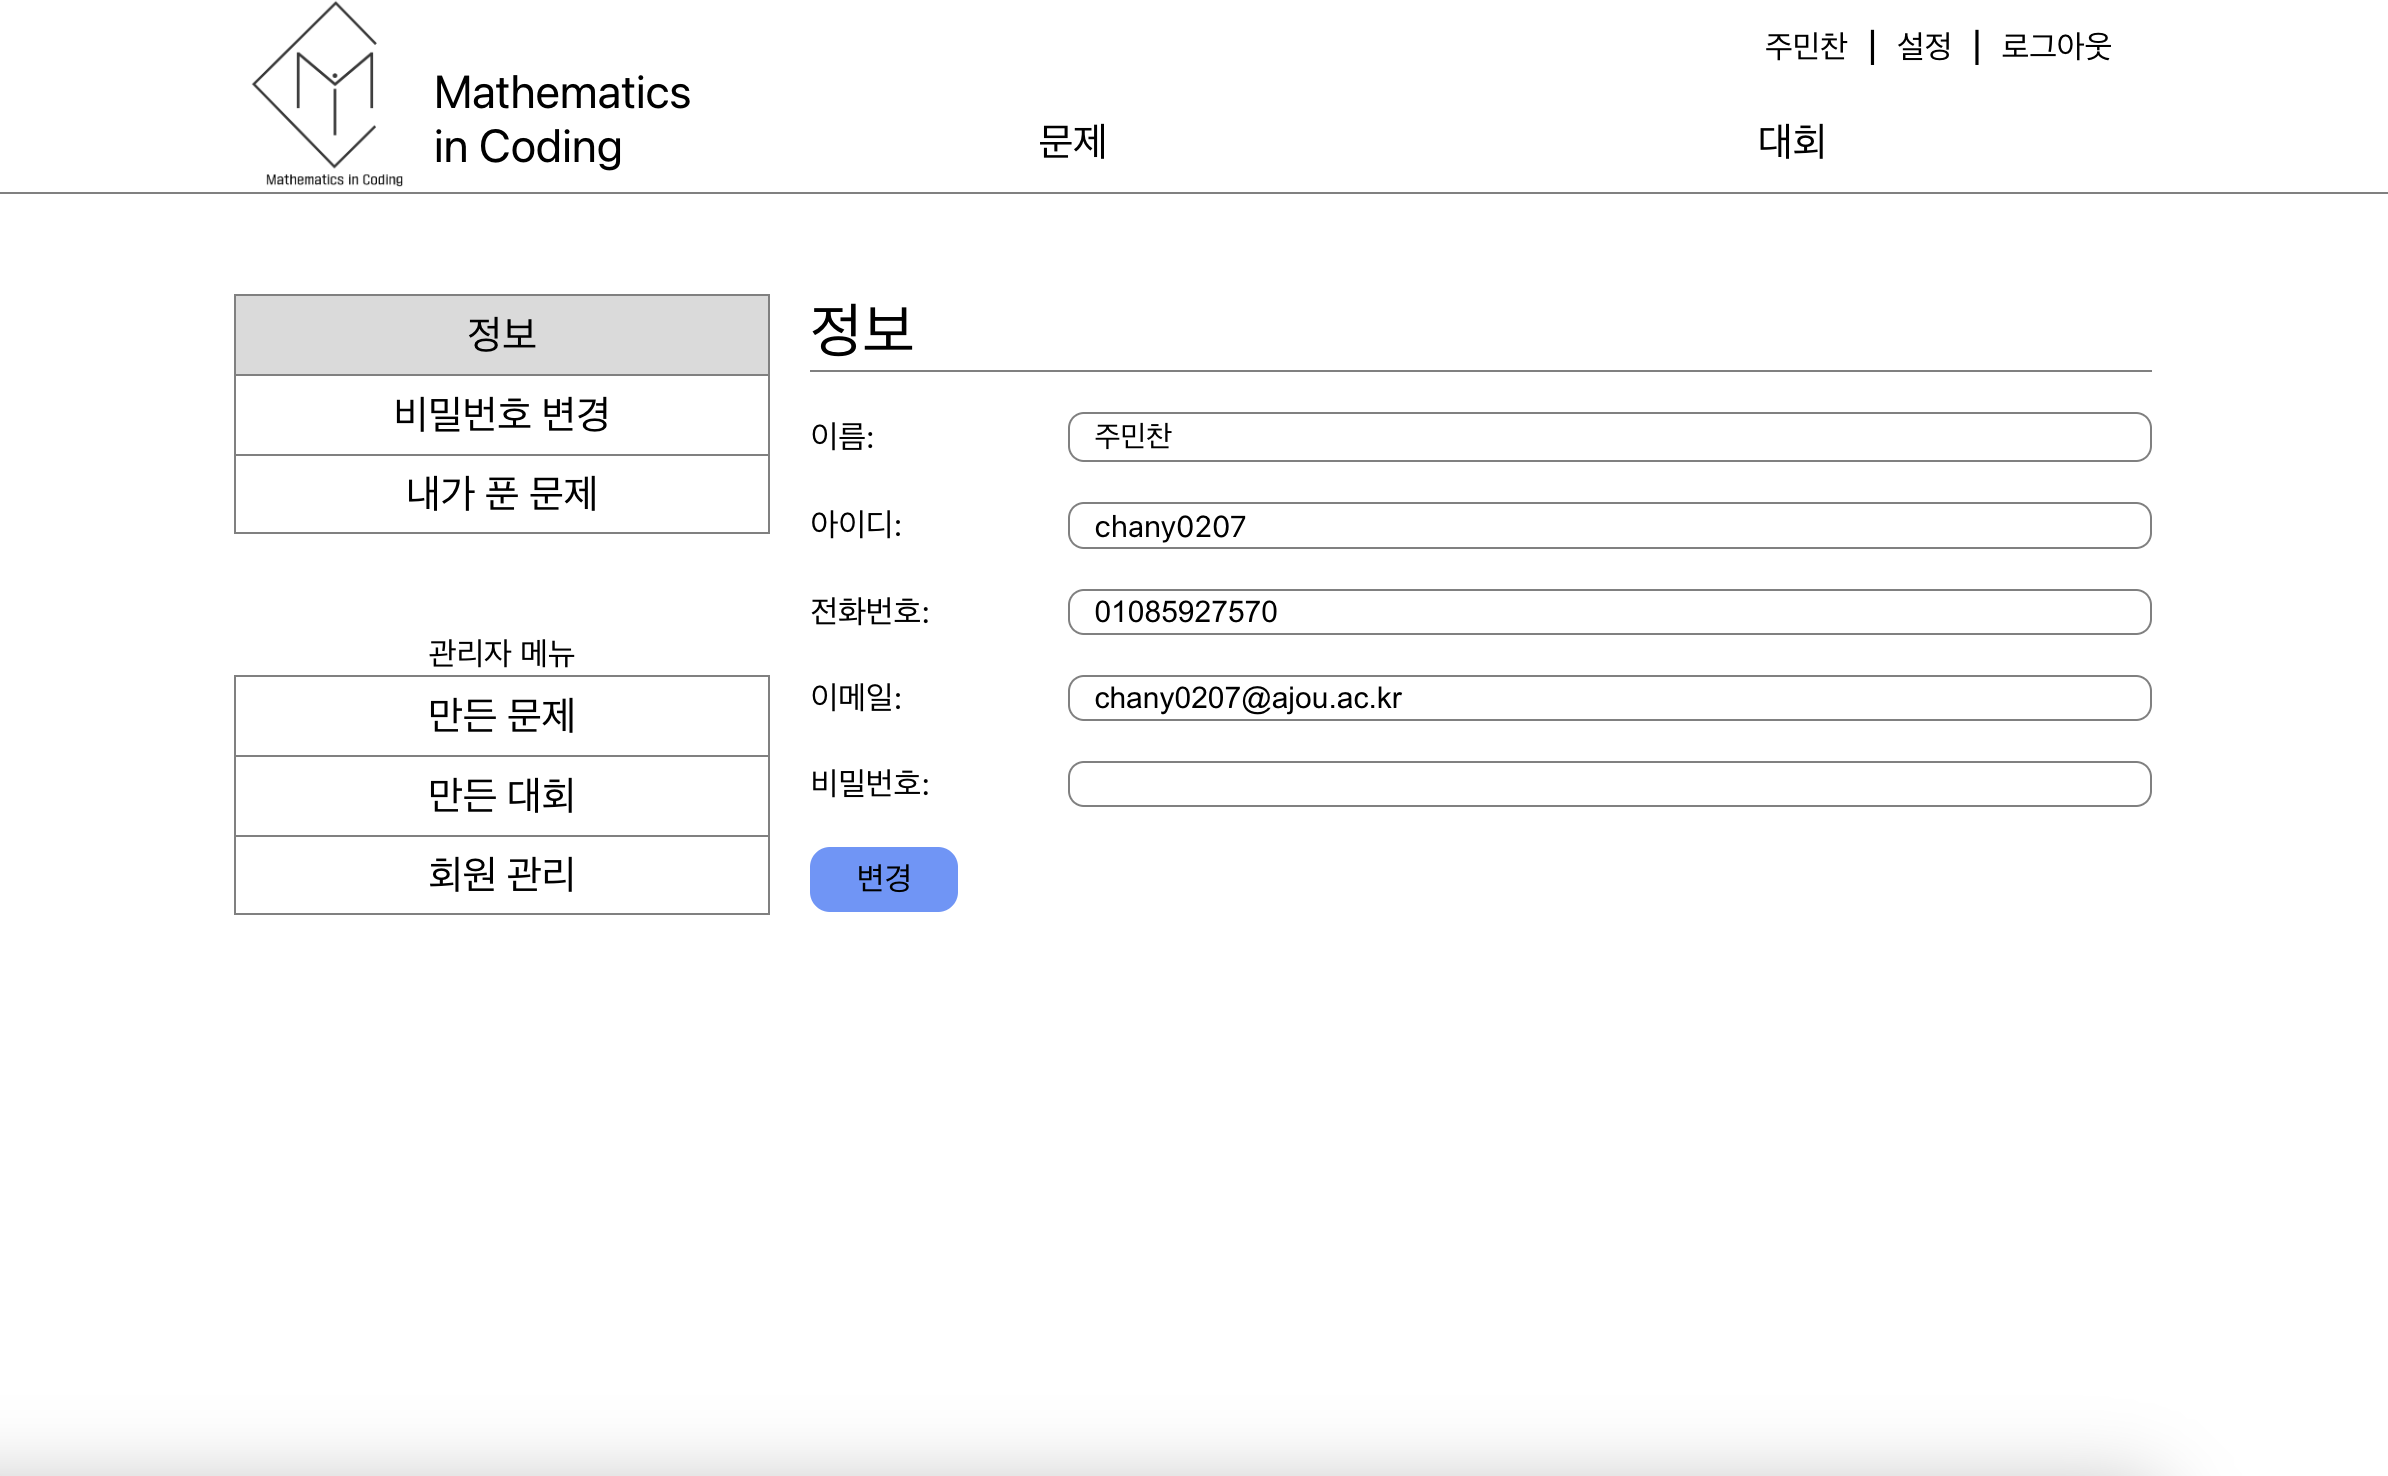 Mathematics in Coding
Mathematics
in Coding
주민찬 | 설정 | 로그아웃
문제
대회
정보
비밀번호 변경
내가 푼 문제
관리자 메뉴
만든 문제
만든 대회
회원 관리
정보
이름: 주민찬
아이디: chany0207
전화번호: 01085927570
이메일: chany0207@ajou.ac.kr
비밀번호:
변경